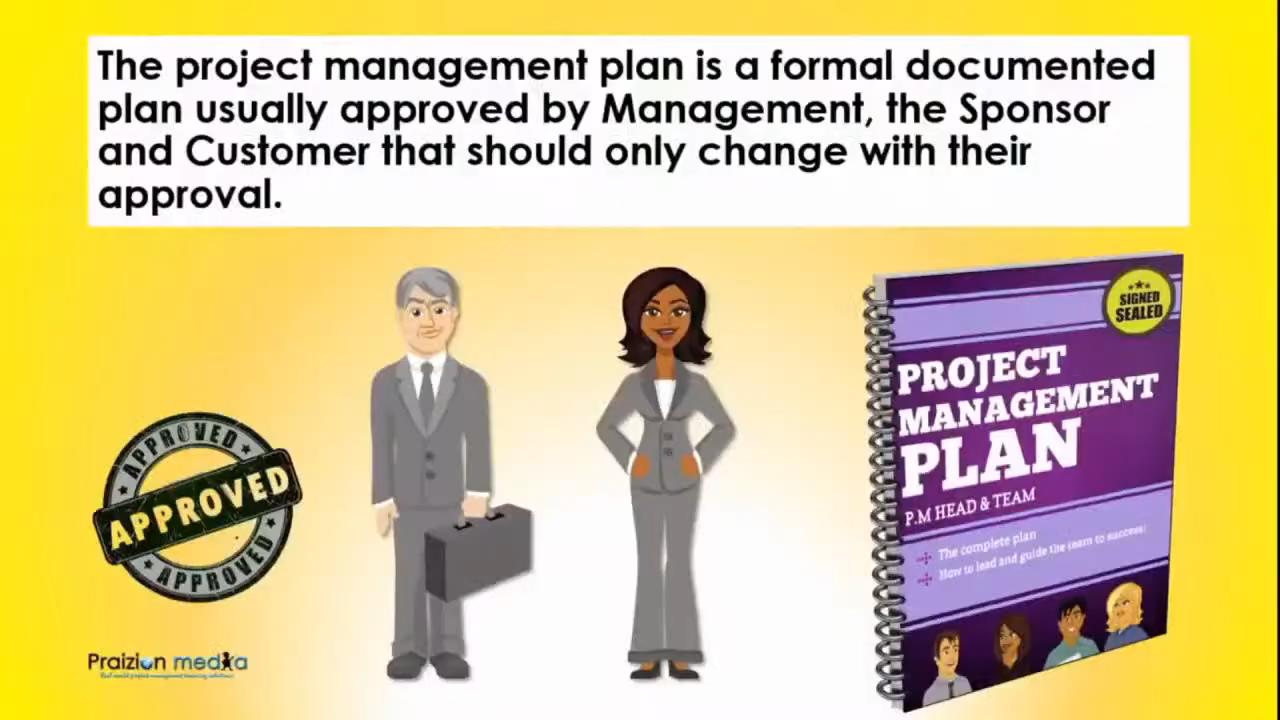 The project management plan is a formal documented
plan usually approved by Management, the Sponsor
and Customer that should only change with their
approval.
SIGNED
SEALED
PROJECT
MANAGEMENT
PLAN
P.M HEAD & TEAM
The complete plan
How to lead and guide the team to success!
APPROVED
APPROVED
APPROVED
Praizion media